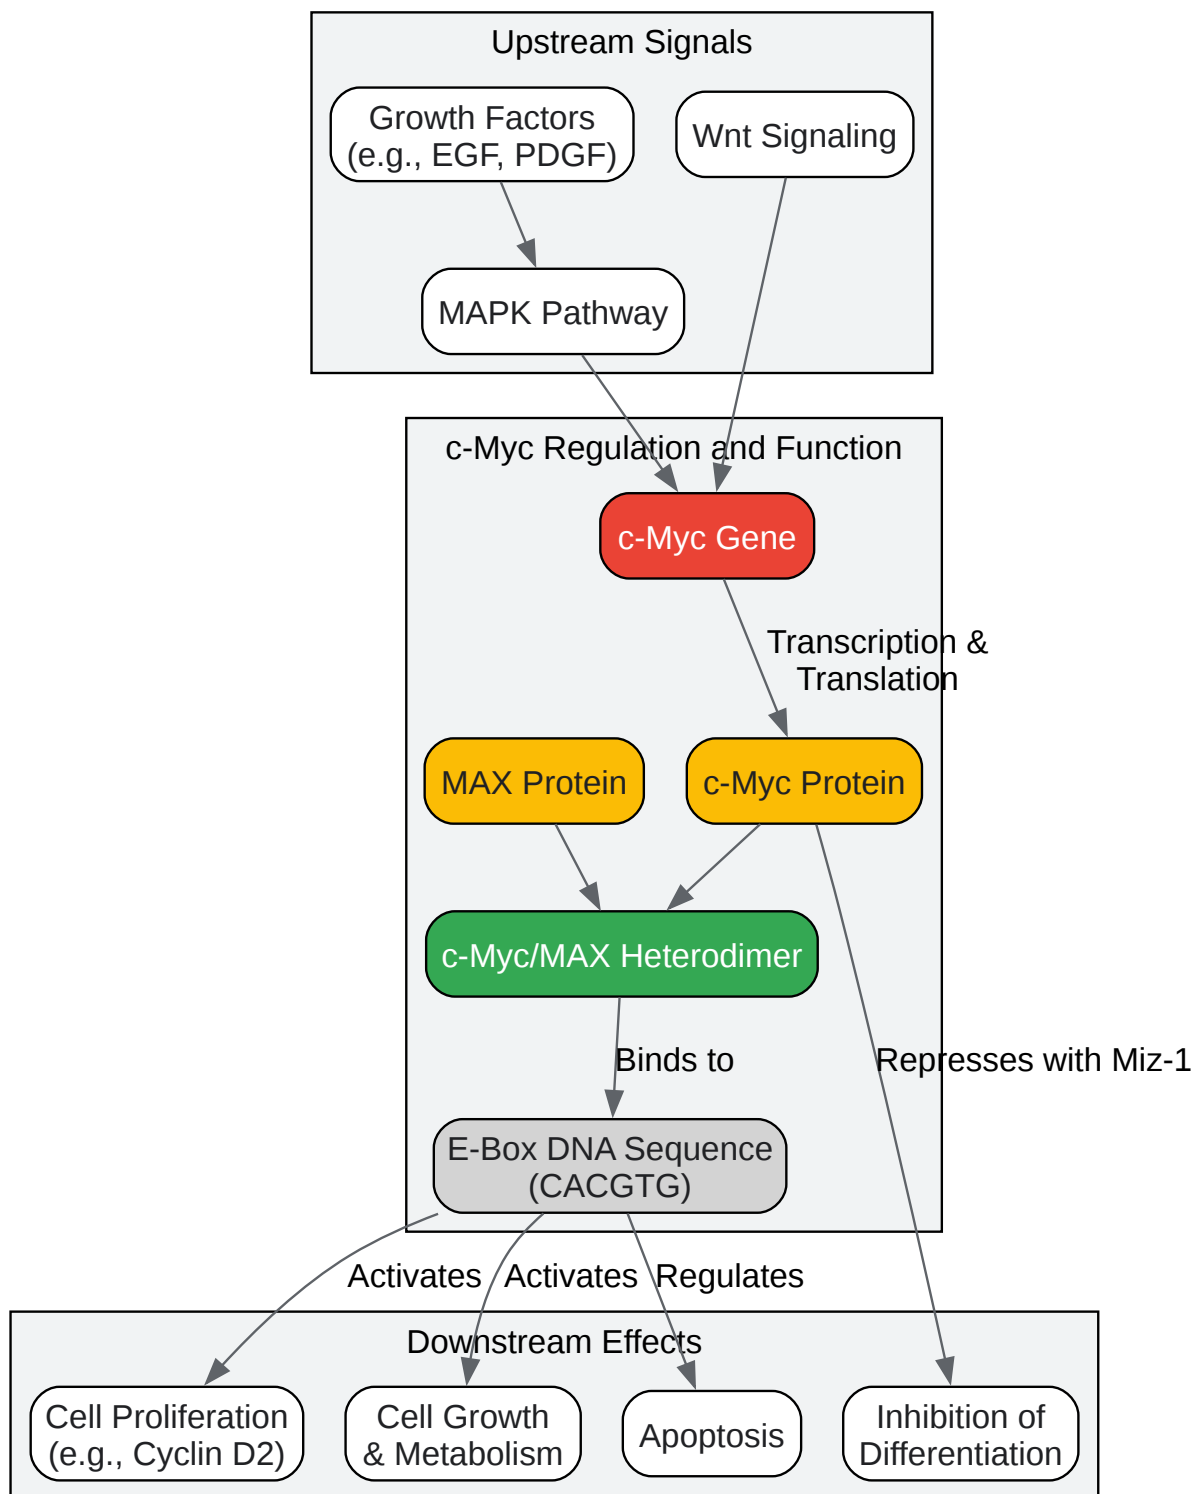 Upstream Signals
Growth Factors
(e.g., EGF, PDGF)
Wnt Signaling
MAPK Pathway
c-Myc Regulation and Function
c-Myc Gene
Transcription &
Translation
MAX Protein
c-Myc Protein
c-Myc/MAX Heterodimer
Binds to
Represses with Miz-1
E-Box DNA Sequence
(CACGTG)
Activates
Activates
Regulates
Downstream Effects
Cell Proliferation
(e.g., Cyclin D2)
Cell Growth
& Metabolism
Apoptosis
Inhibition of
Differentiation